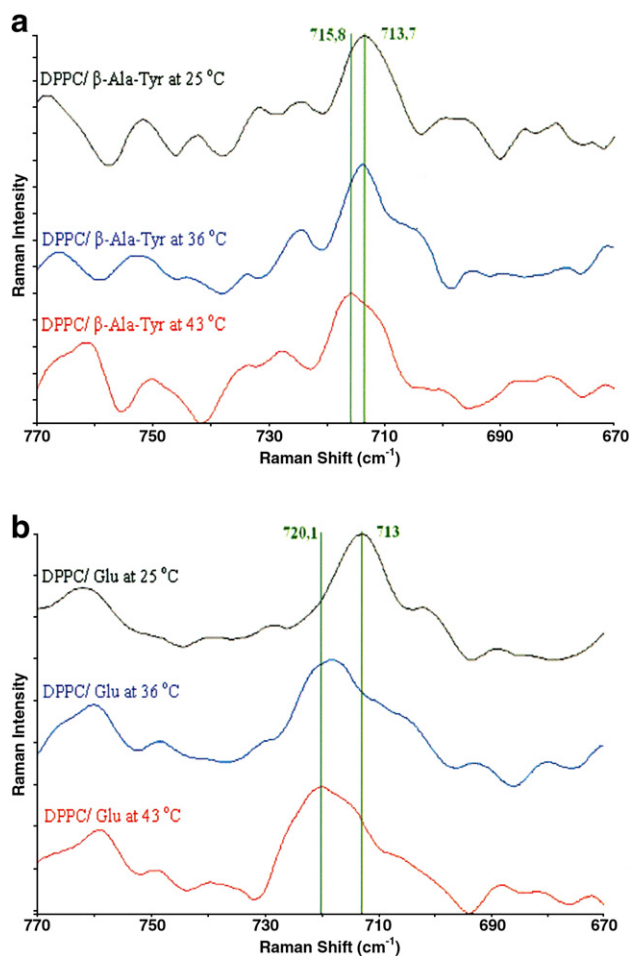 a
715,8 713,7
DPPC/ β-Ala-Tyr at 25 °C
DPPC/ β-Ala-Tyr at 36 °C
DPPC/ β-Ala-Tyr at 43 °C
Raman Intensity
770 750 730 710 690 670
Raman Shift (cm⁻¹)
b
720,1 713
DPPC/ Glu at 25 °C
DPPC/ Glu at 36 °C
DPPC/ Glu at 43 °C
Raman Intensity
770 750 730 710 690 670
Raman Shift (cm⁻¹)